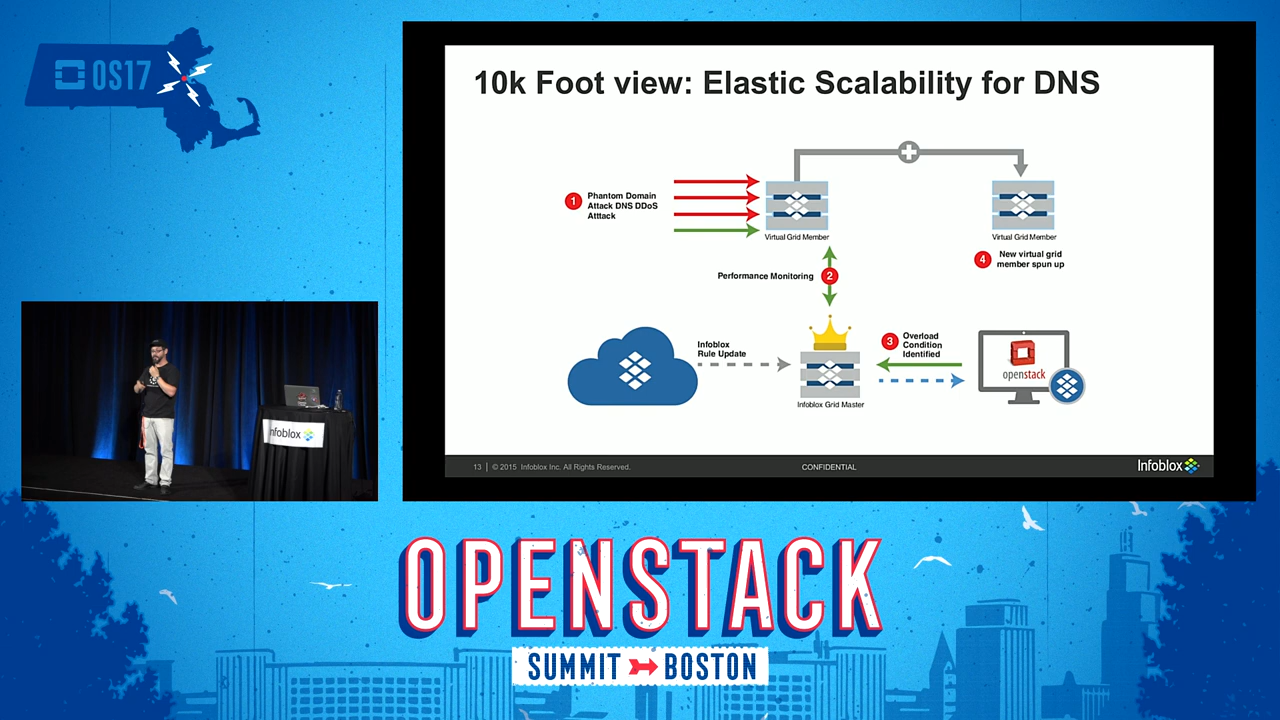 OS17
10k Foot view: Elastic Scalability for DNS
1
Phantom Domain
Attack DNS DDoS
Atttack
Virtual Grid Member
Virtual Grid Member
4
New virtual grid
member spun up
Performance Monitoring
2
Infoblox
Rule Update
3
Overload
Condition
Identified
openstack
Infoblox Grid Master
13 | © 2015 Infoblox Inc. All Rights Reserved.
CONFIDENTIAL
Infoblox
Infoblox
OPENSTACK
SUMMIT BOSTON